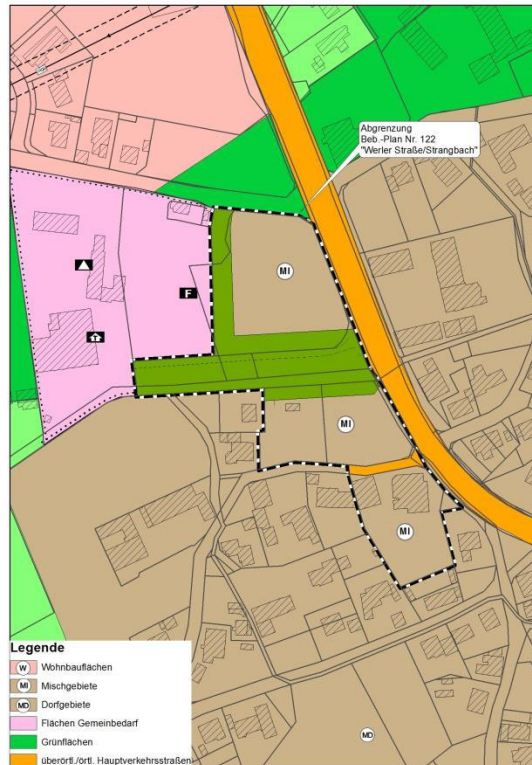 Abgrenzung
Beb.-Plan Nr. 122
"Werler Straße/Strangbach"
MI
F
MI
MI
MD
Legende
W Wohnbauflächen
MI Mischgebiete
MD Dorfgebiete
Flächen Gemeinbedarf
Grünflächen
überörtl./örtl. Hauptverkehrsstraßen